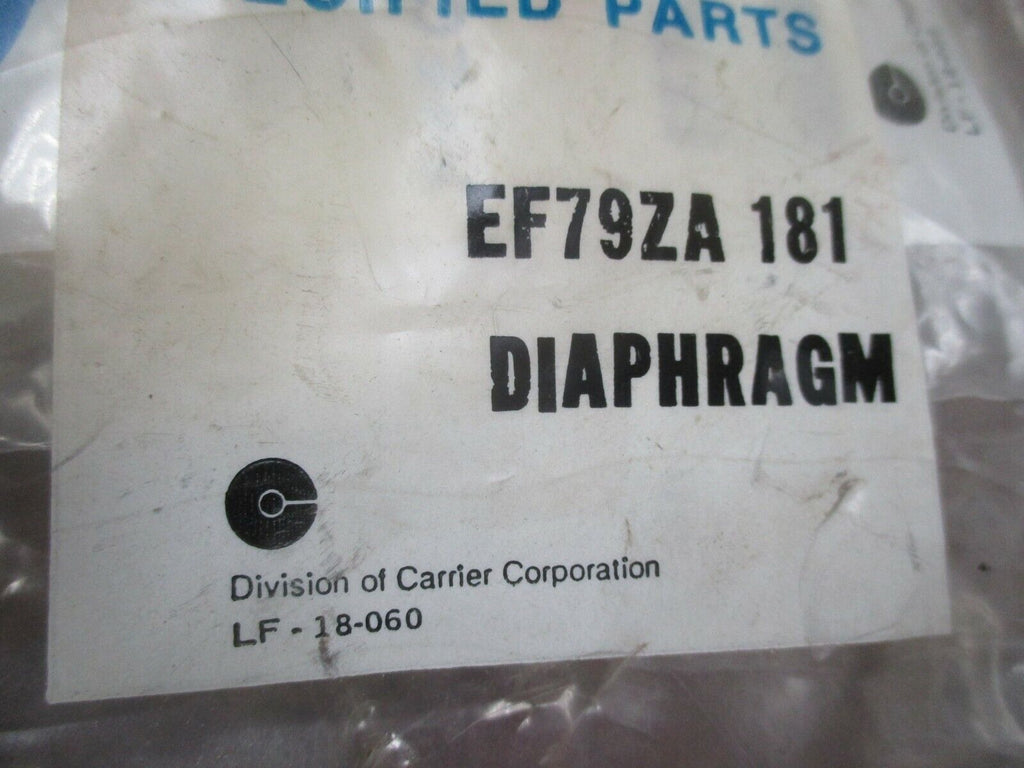 PARTS
EF79ZA 181
DIAPHRAGM
Division of Carrier Corporation
LF - 18-060